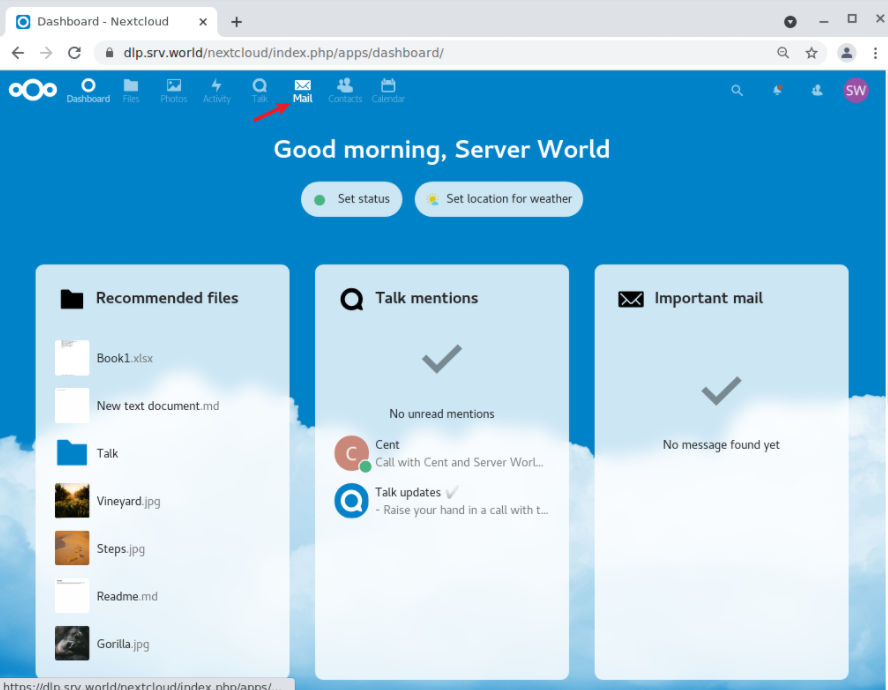 Dashboard - Nextcloud
dlp.srv.world/nextcloud/index.php/apps/dashboard/
Dashboard Files Photos Activity Talk Mail Contacts Calendar
SW
Good morning, Server World
Set status
Set location for weather
Recommended files
Book1.xlsx
New text document.md
Talk
Vineyard.jpg
Steps.jpg
Readme.md
Gorilla.jpg
Talk mentions
No unread mentions
C
Cent
Call with Cent and Server Worl...
Talk updates ✓
- Raise your hand in a call with t...
Important mail
No message found yet
https://dlp.srv.world/nextcloud/index.php/apps/...